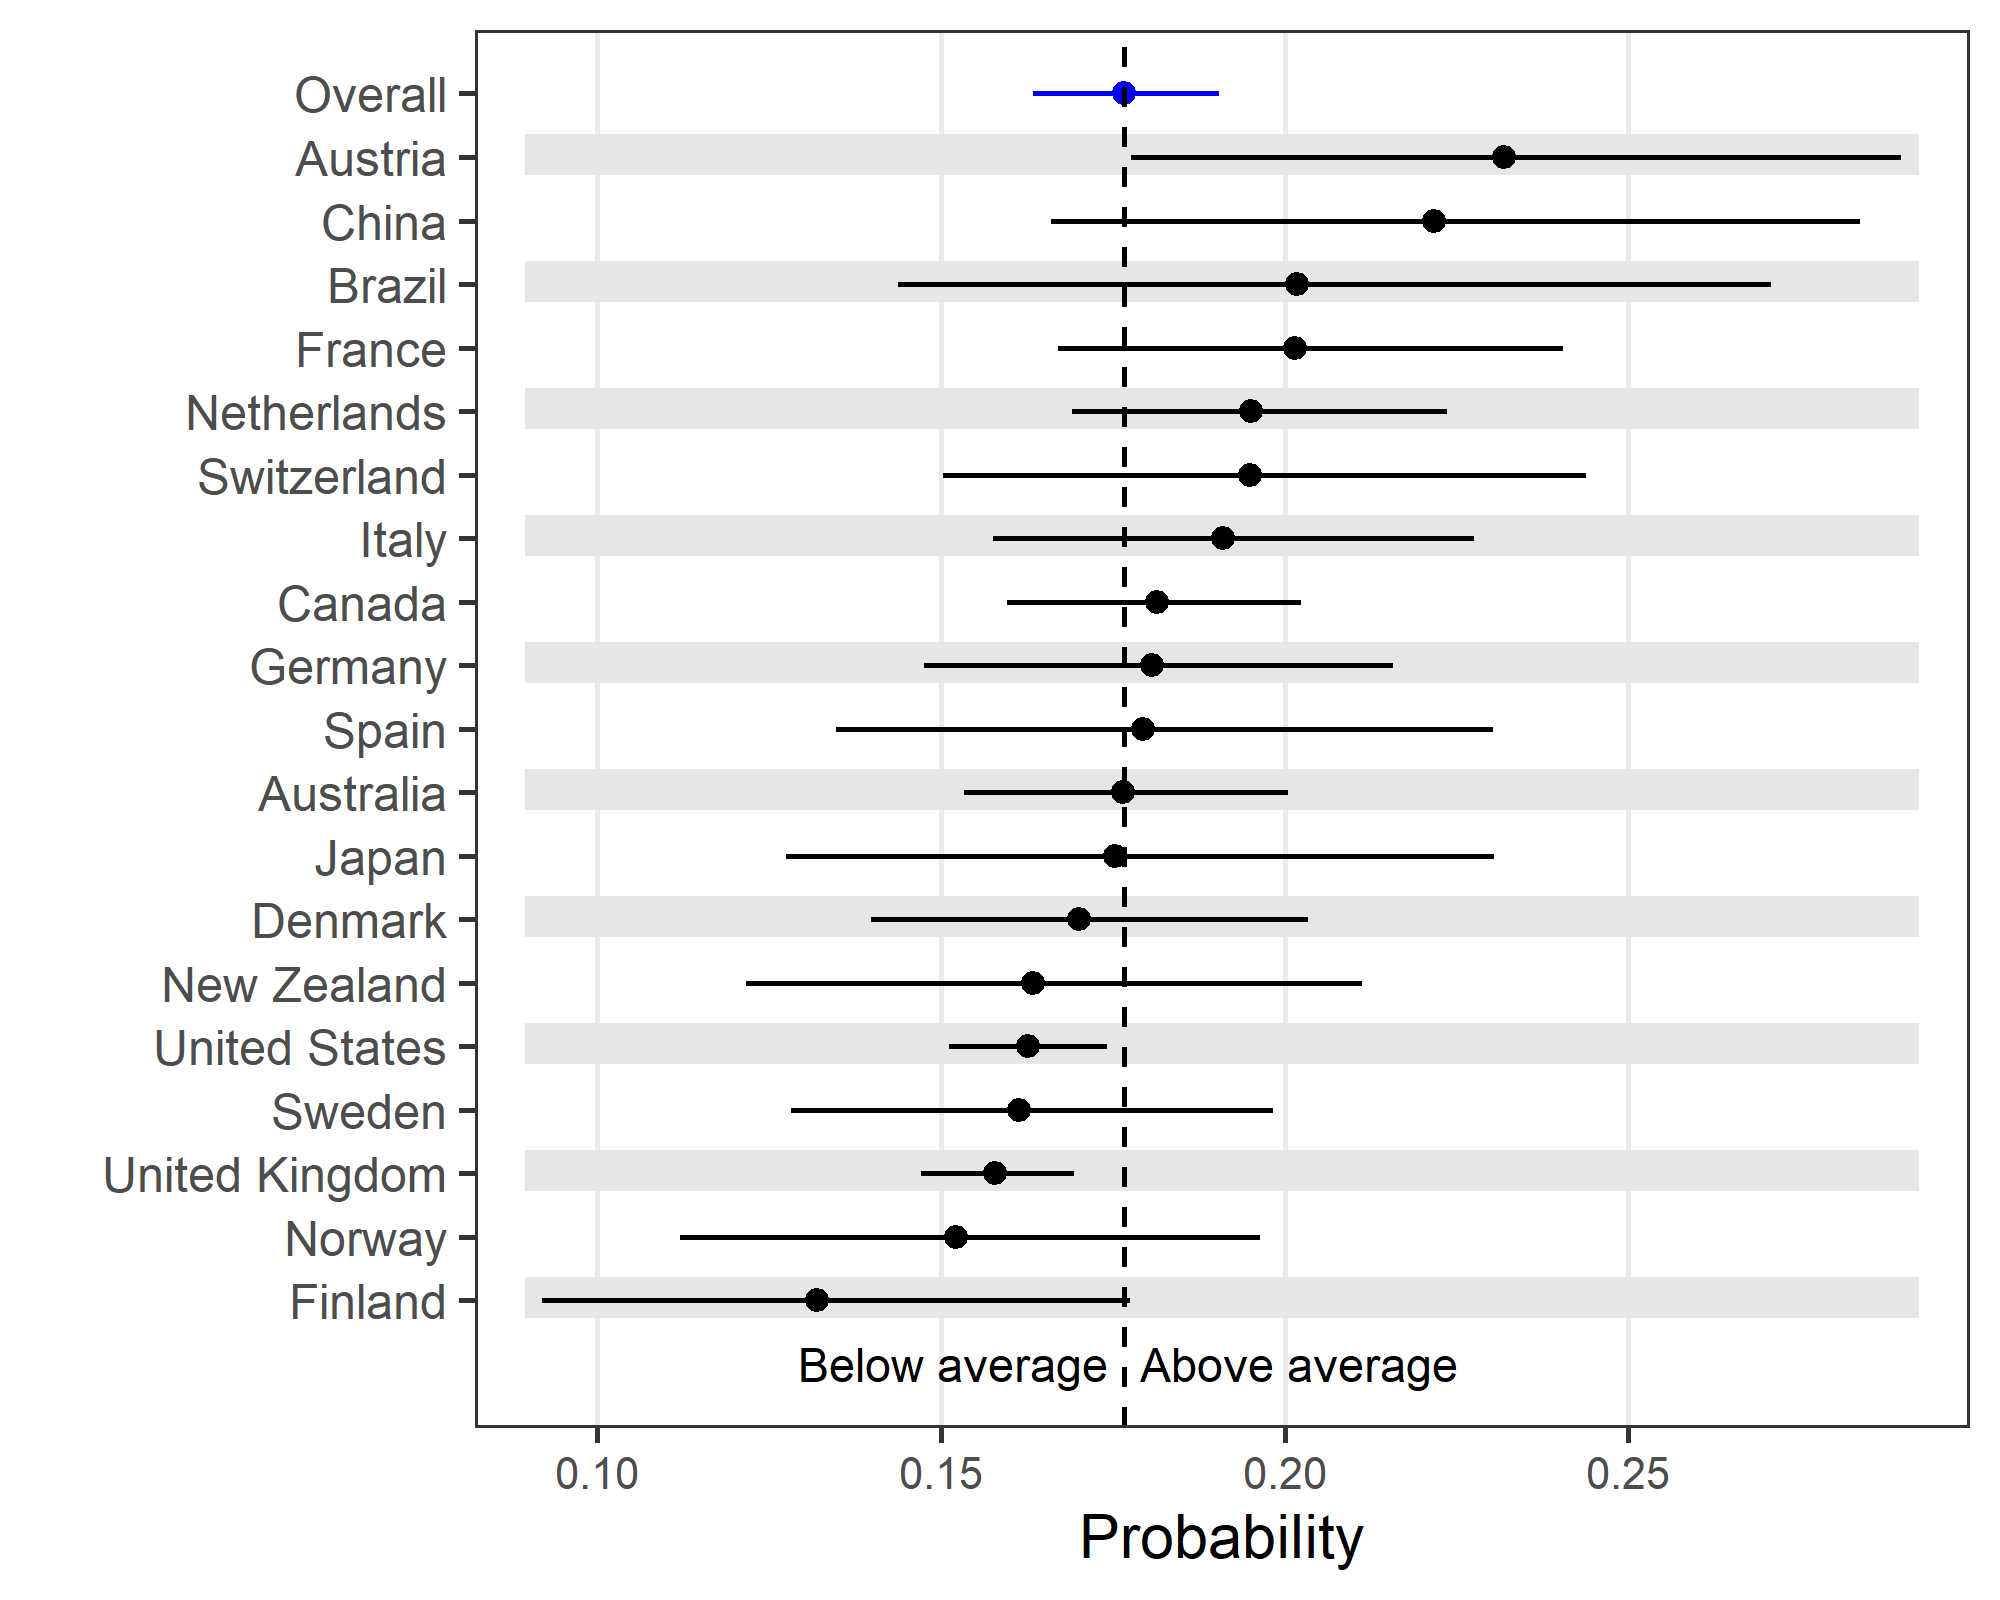 Overall
Austria
China
Brazil
France
Netherlands
Switzerland
Italy
Canada
Germany
Spain
Australia
Japan
Denmark
New Zealand
United States
Sweden
United Kingdom
Norway
Finland
Below average Above average
0.10 0.15 0.20 0.25
Probability